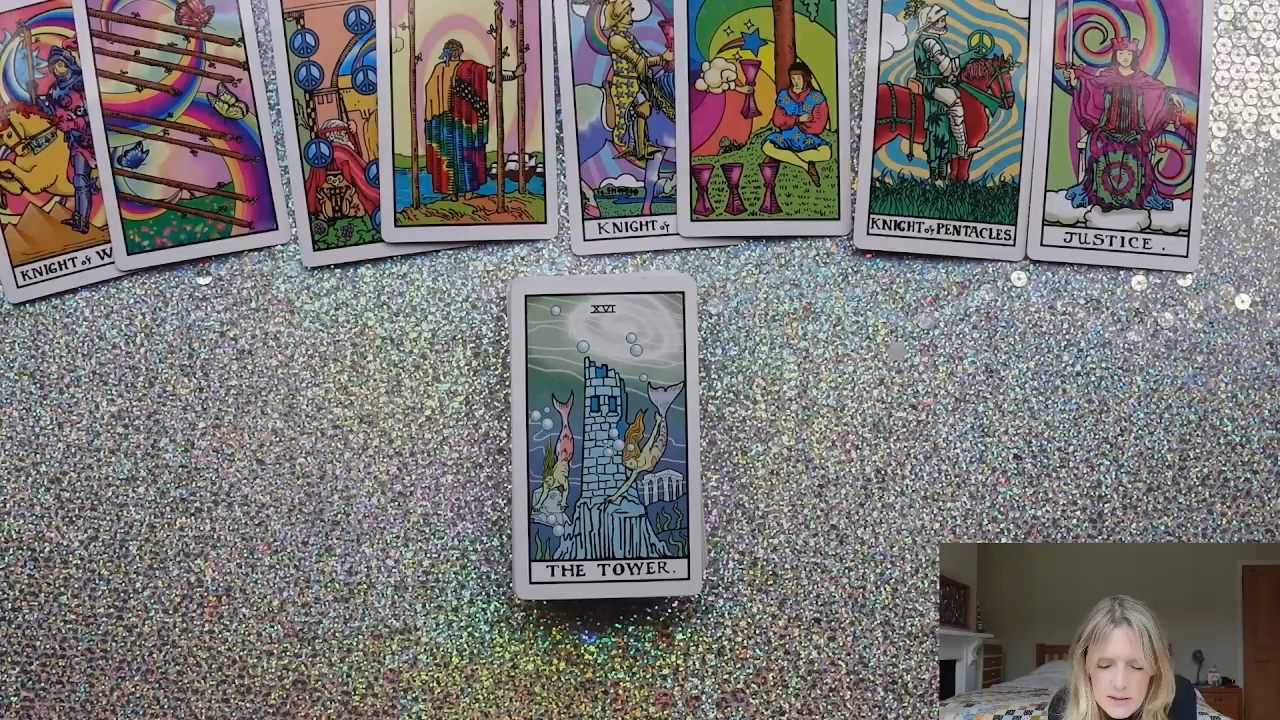 KNIGHT of W
KNIGHT of
KNIGHT of PENTACLES
JUSTICE.
XVI
THE TOWER.